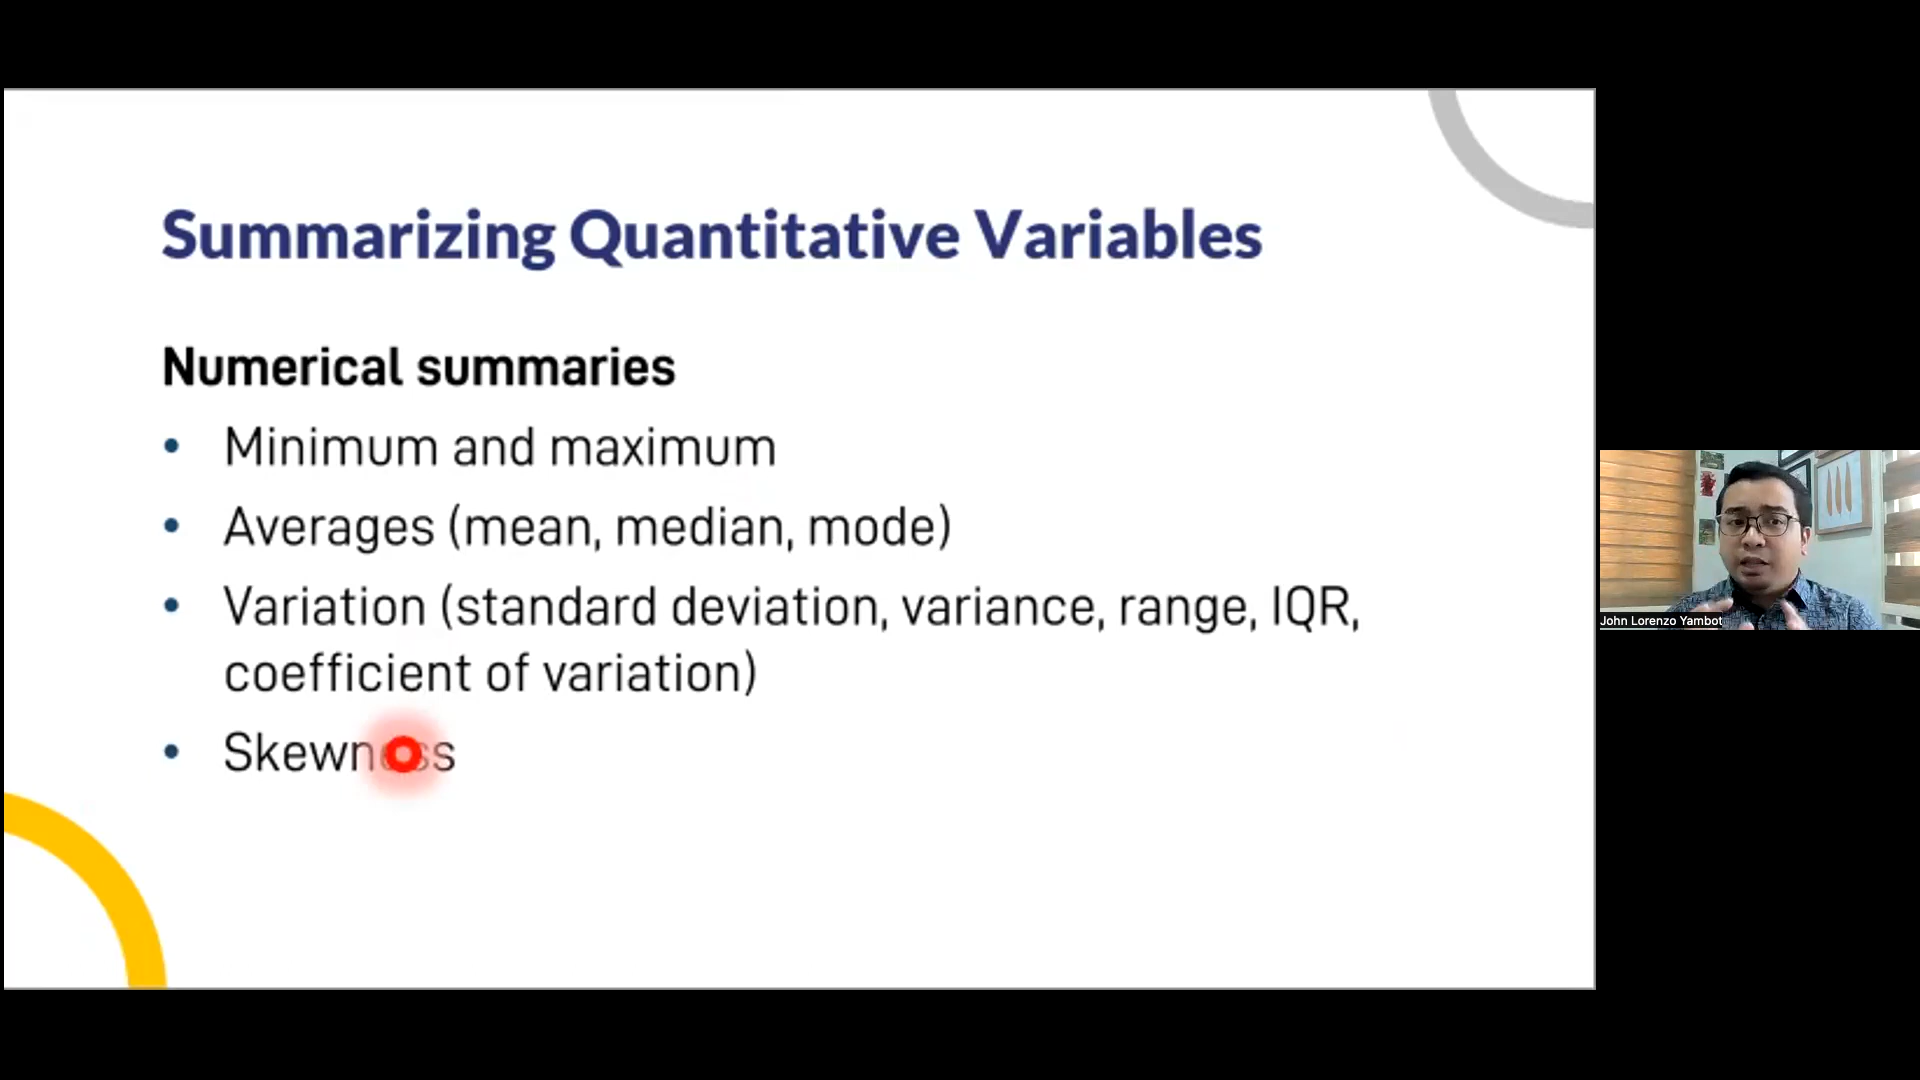 Summarizing Quantitative Variables
Numerical summaries
• Minimum and maximum
• Averages (mean, median, mode)
• Variation (standard deviation, variance, range, IQR,
coefficient of variation)
• Skewness
John Lorenzo Yambot